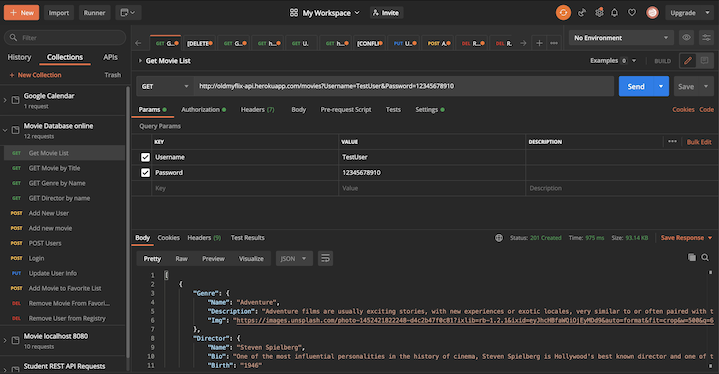 + New
Import
Runner
My Workspace
Invite
Upgrade
Filter
History
Collections
APIs
+ New Collection
Trash
Google Calendar
1 request
Movie Database online
12 requests
GET Get Movie List
GET GET Movie by Title
GET GET Genre by Name
GET GET Director by name
POST Add New User
POST Add new movie
POST POST Users
POST Login
PUT Update User Info
POST Add Movie to Favorite List
DEL Remove Movie From Favori...
DEL Remove User from Registry
Movie localhost 8080
10 requests
Student REST API Requests
GET G...
[DELETE
GET G...
GET h...
GET U.
GET h...
[CONFLI
PUT U...
POST A.
DEL R...
DEL R.
No Environment
Get Movie List
Examples 0
BUILD
GET
http://oldmyflix-api.herokuapp.com/movies?Username=TestUser&Password=12345678910
Send
Save
Params
Authorization
Headers (7)
Body
Pre-request Script
Tests
Settings
Cookies
Code
Query Params
KEY
VALUE
DESCRIPTION
Bulk Edit
Username
TestUser
Password
12345678910
Key
Value
Description
Body
Cookies
Headers (9)
Test Results
Status: 201 Created
Time: 975 ms
Size: 93.14 KB
Save Response
Pretty
Raw
Preview
Visualize
JSON
1 [
2 {
3 "Genre": {
4 "Name": "Adventure",
5 "Description": "Adventure films are usually exciting stories, with new experiences or exotic locales, very similar to or often paired with t
6 "Img": "https://images.unsplash.com/photo-1452421822248-d4c2b47f0c81?ixlib=rb-1.2.1&ixid=eyJhcHBfaWQiOjEyMDd9&auto=format&fit=crop&w=500&q=6
7 },
8 "Director": {
9 "Name": "Steven Spielberg",
10 "Bio": "One of the most influential personalities in the history of cinema, Steven Spielberg is Hollywood's best known director and one of t
11 "Birth": "1946"